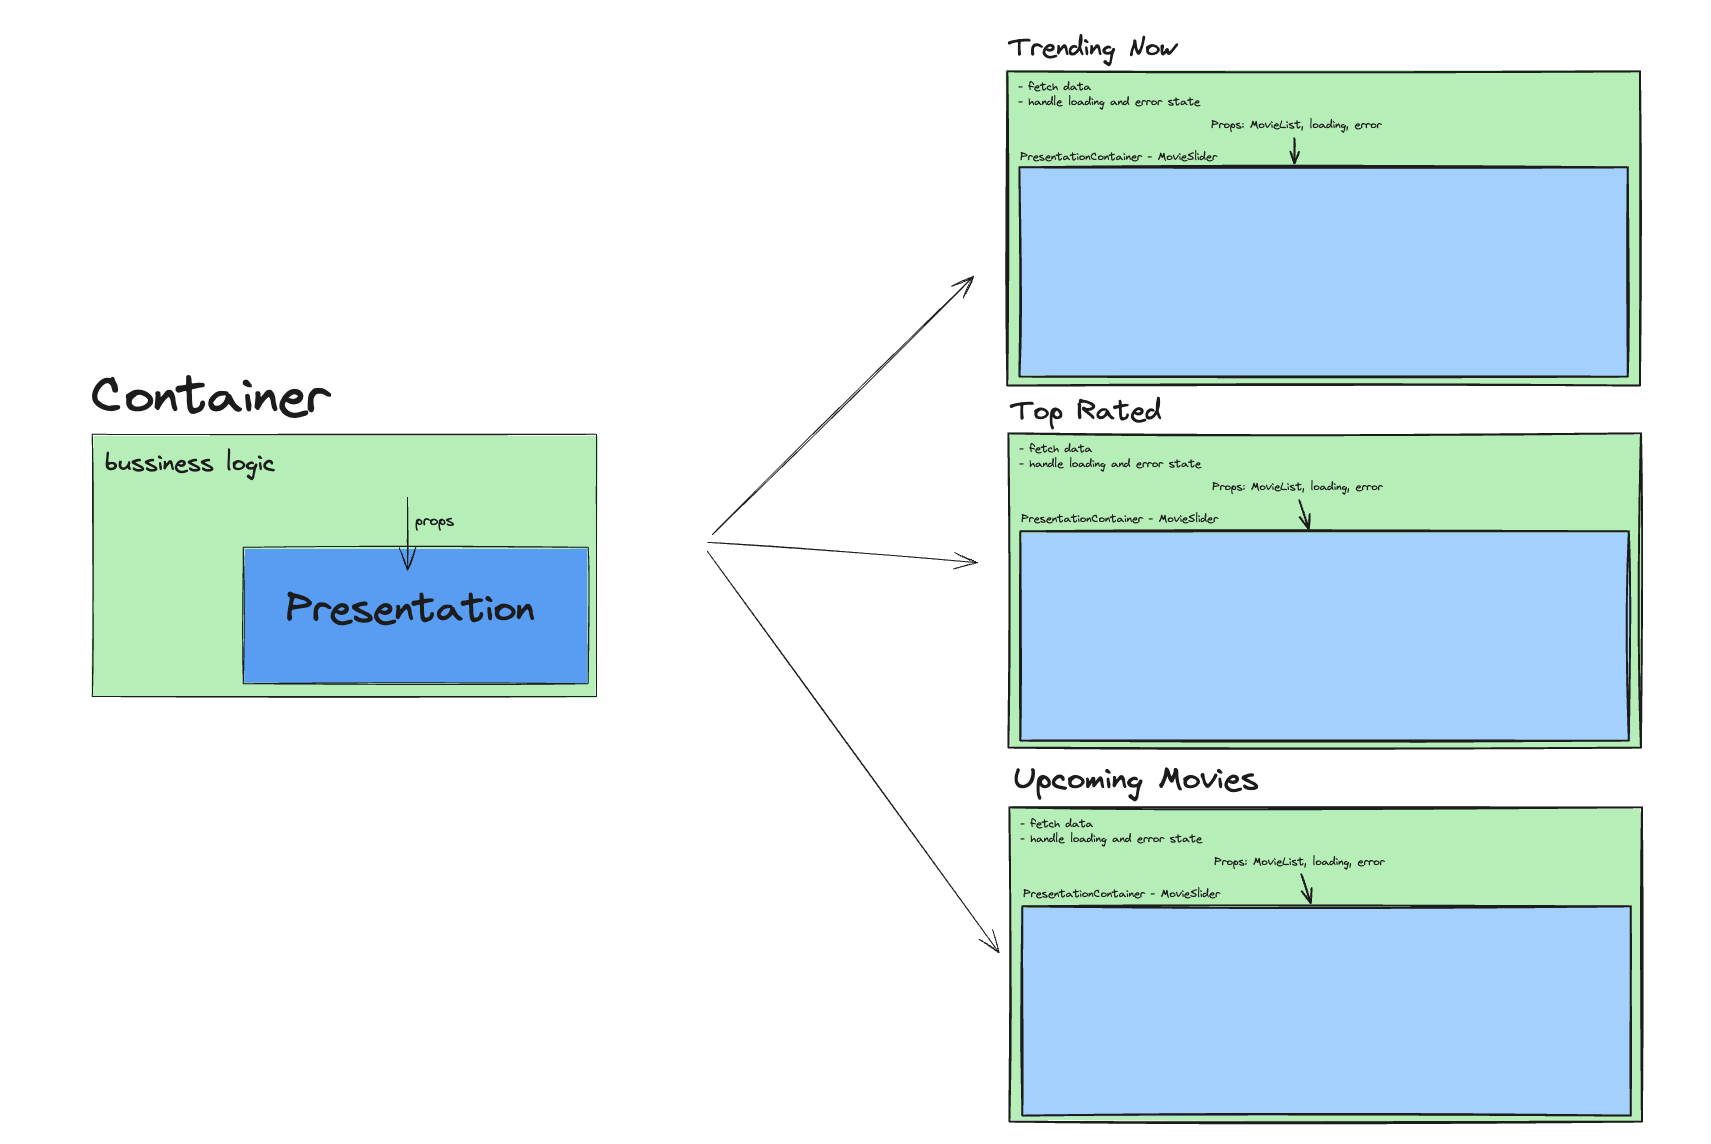 Container
bussiness logic
props
Presentation
Trending Now
- fetch data
- handle loading and error state
Props: MovieList, loading, error
PresentationContainer - MovieSlider
Top Rated
- fetch data
- handle loading and error state
Props: MovieList, loading, error
PresentationContainer - MovieSlider
Upcoming Movies
- fetch data
- handle loading and error state
Props: MovieList, loading, error
PresentationContainer - MovieSlider